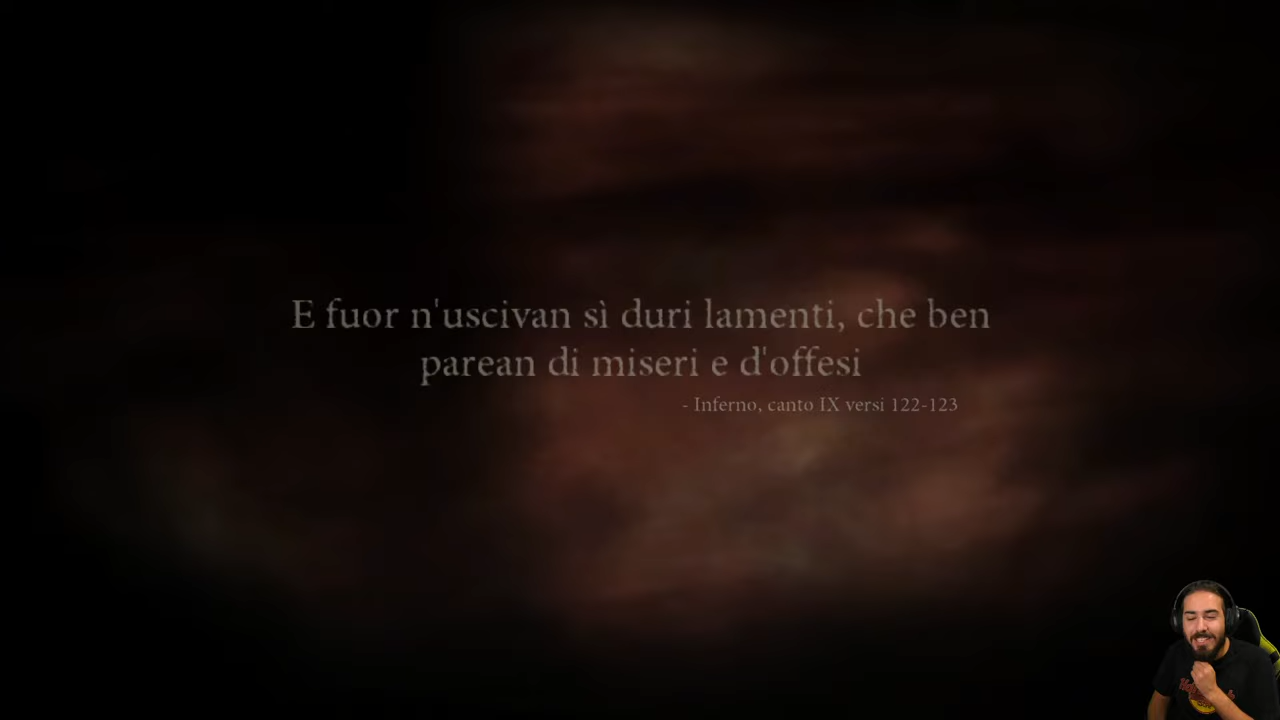 E fuor n'uscivan sì duri lamenti, che ben
parean di miseri e d'offesi
- Inferno, canto IX versi 122-123